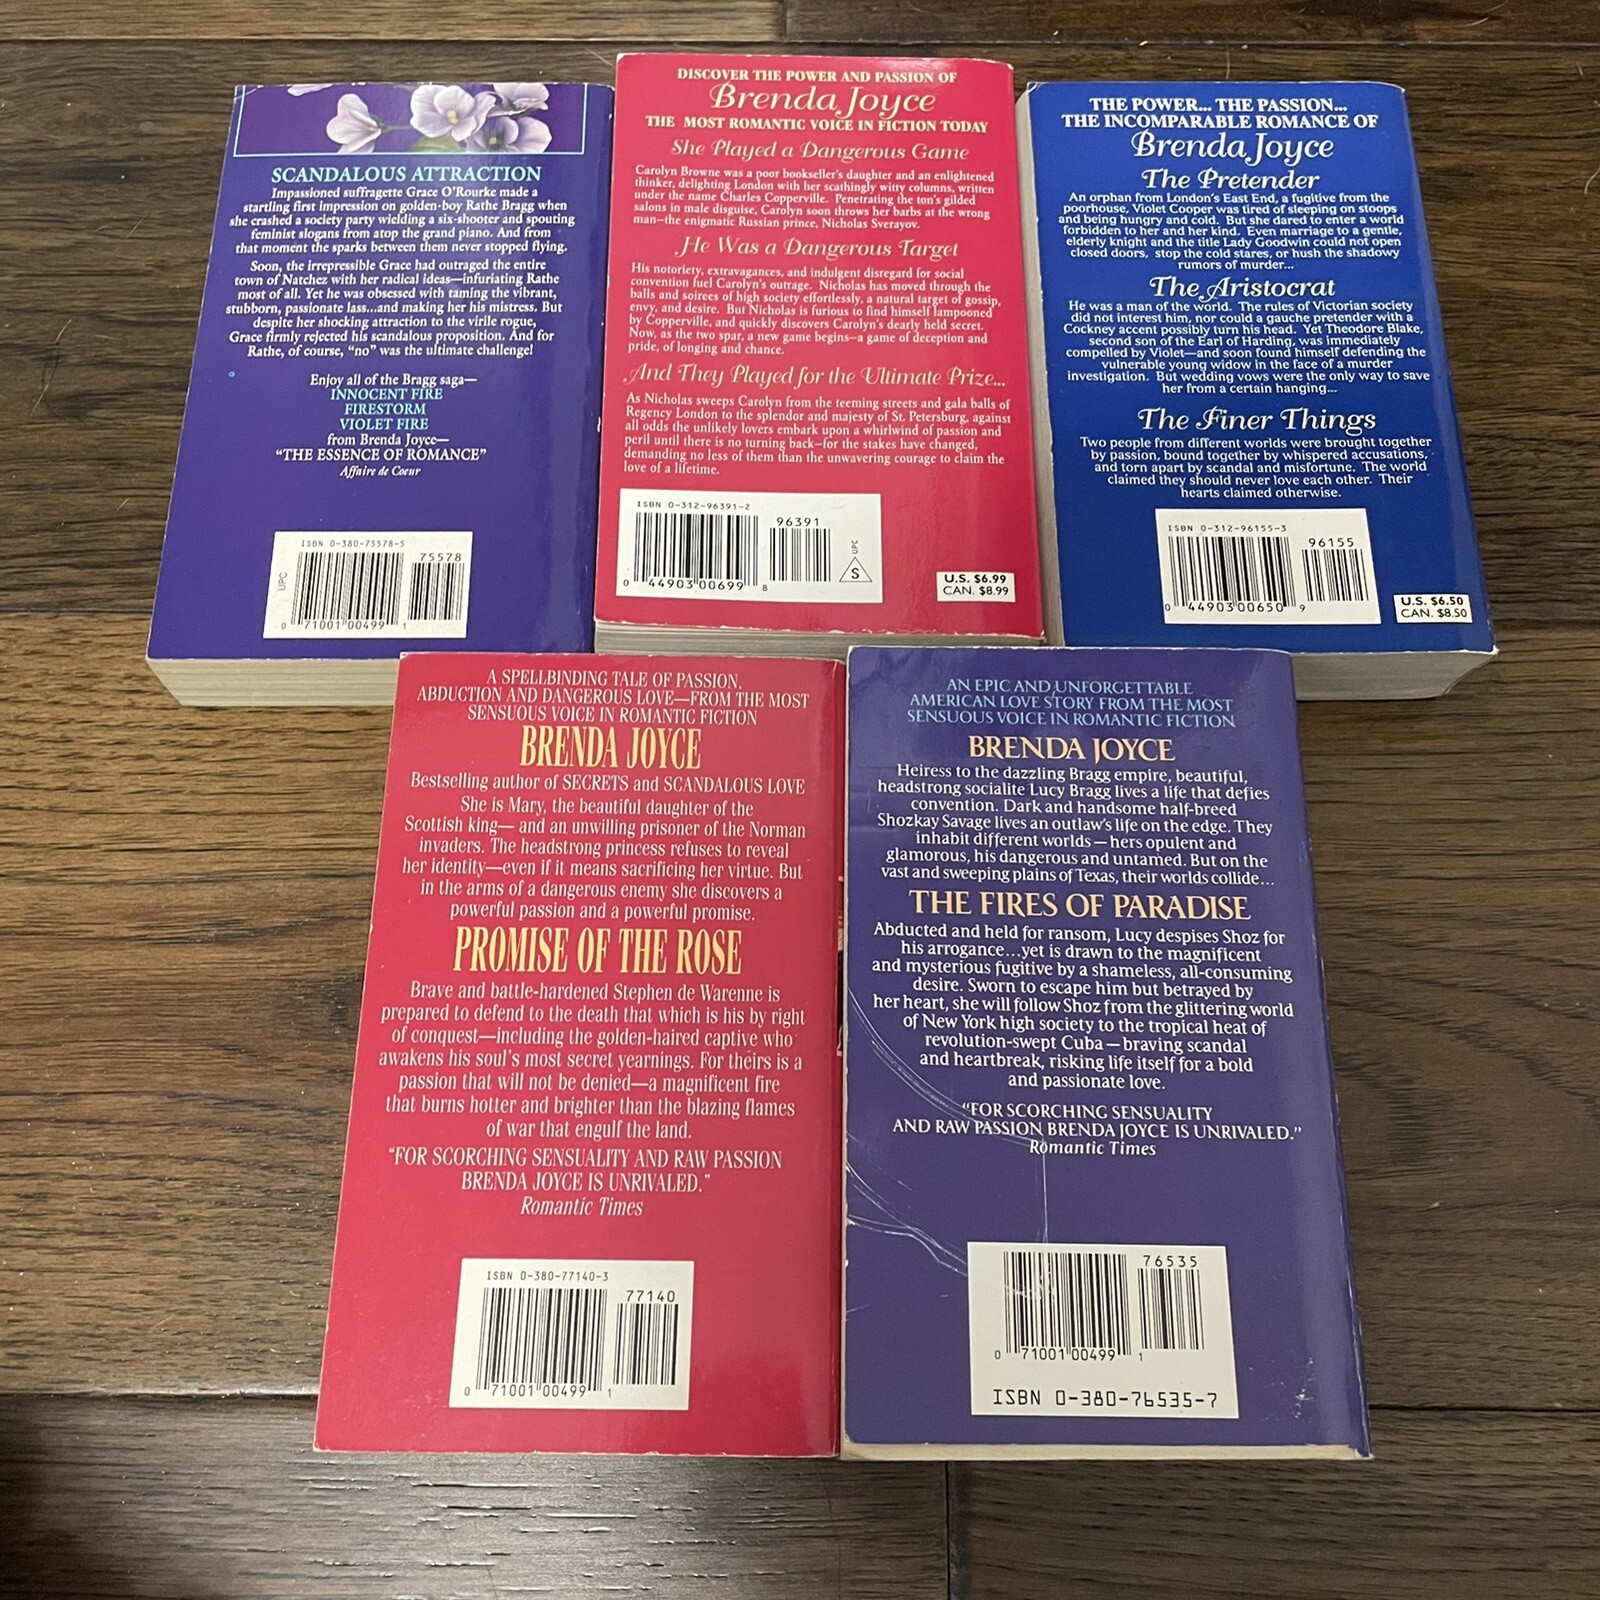 SCANDALOUS ATTRACTION
Impassioned suffragette Grace O'Rourke made a
startling first impression on golden-boy Rathe Bragg when
she crashed a society party wielding a six-shooter and spouting
feminist slogans from atop the grand piano. And from
that moment the sparks between them never stopped flying.
Soon, the irrepressible Grace had outraged the entire
town of Natchez with her radical ideas—infuriating Rathe
most of all. Yet he was obsessed with taming the vibrant,
stubborn, passionate lass...and making her his mistress. But
despite her shocking attraction to the virile rogue,
Grace firmly rejected his scandalous proposition. And for
Rathe, of course, "no" was the ultimate challenge!
Enjoy all of the Bragg saga—
INNOCENT FIRE
FIRESTORM
VIOLET FIRE
from Brenda Joyce—
"THE ESSENCE OF ROMANCE"
Affaire de Coeur
ISBN 0-380-75578-5
75578
UPC
0 71001 00499 1
DISCOVER THE POWER AND PASSION OF
Brenda Joyce
THE MOST ROMANTIC VOICE IN FICTION TODAY
She Played a Dangerous Game
Carolyn Browne was a poor bookseller's daughter and an enlightened
thinker, delighting London with her scathingly witty columns, written
under the name Charles Copperville. Penetrating the ton's gilded
salons in male disguise, Carolyn soon throws her barbs at the wrong
man—the enigmatic Russian prince, Nicholas Sverayov.
He Was a Dangerous Target
His notoriety, extravagances, and indulgent disregard for social
convention fuel Carolyn's outrage. Nicholas has moved through the
balls and soirees of high society effortlessly, a natural target of gossip,
envy, and desire. But Nicholas is furious to find himself lampooned
by Copperville, and quickly discovers Carolyn's dearly held secret.
Now, as the two spar, a new game begins—a game of deception and
pride, of longing and chance.
And They Played for the Ultimate Prize...
As Nicholas sweeps Carolyn from the teeming streets and gala balls of
Regency London to the splendor and majesty of St. Petersburg, against
all odds the unlikely lovers embark upon a whirlwind of passion and
peril until there is no turning back—for the stakes have changed,
demanding no less of them than the unwavering courage to claim the
love of a lifetime.
ISBN 0-312-96391-2
96391
0 44903 00699 8
UPC
S
U.S. $6.99
CAN. $8.99
THE POWER... THE PASSION...
THE INCOMPARABLE ROMANCE OF
Brenda Joyce
The Pretender
An orphan from London's East End, a fugitive from the
poorhouse, Violet Cooper was tired of sleeping on stoops
and being hungry and cold. But she dared to enter a world
forbidden to her and her kind. Even marriage to a gentle,
elderly knight and the title Lady Goodwin could not open
closed doors, stop the cold stares, or hush the shadowy
rumors of murder...
The Aristocrat
He was a man of the world. The rules of Victorian society
did not interest him, nor could a gauche pretender with a
Cockney accent possibly turn his head. Yet Theodore Blake,
second son of the Earl of Harding, was immediately
compelled by Violet—and soon found himself defending the
vulnerable young widow in the face of a murder
investigation. But wedding vows were the only way to save
her from a certain hanging...
The Finer Things
Two people from different worlds were brought together
by passion, bound together by whispered accusations,
and torn apart by scandal and misfortune. The world
claimed they should never love each other. Their
hearts claimed otherwise.
ISBN 0-312-96155-3
96155
0 44903 00650 9
U.S. $6.50
CAN. $8.50
A SPELLBINDING TALE OF PASSION,
ABDUCTION AND DANGEROUS LOVE—FROM THE MOST
SENSUOUS VOICE IN ROMANTIC FICTION
BRENDA JOYCE
Bestselling author of SECRETS and SCANDALOUS LOVE
She is Mary, the beautiful daughter of the
Scottish king— and an unwilling prisoner of the Norman
invaders. The headstrong princess refuses to reveal
her identity—even if it means sacrificing her virtue. But
in the arms of a dangerous enemy she discovers a
powerful passion and a powerful promise.
PROMISE OF THE ROSE
Brave and battle-hardened Stephen de Warenne is
prepared to defend to the death that which is his by right
of conquest—including the golden-haired captive who
awakens his soul's most secret yearnings. For theirs is a
passion that will not be denied—a magnificent fire
that burns hotter and brighter than the blazing flames
of war that engulf the land.
"FOR SCORCHING SENSUALITY AND RAW PASSION
BRENDA JOYCE IS UNRIVALED."
Romantic Times
ISBN 0-380-77140-3
77140
0 71001 00499 1
AN EPIC AND UNFORGETTABLE
AMERICAN LOVE STORY FROM THE MOST
SENSUOUS VOICE IN ROMANTIC FICTION
BRENDA JOYCE
Heiress to the dazzling Bragg empire, beautiful,
headstrong socialite Lucy Bragg lives a life that defies
convention. Dark and handsome half-breed
Shozkay Savage lives an outlaw's life on the edge. They
inhabit different worlds—hers opulent and
glamorous, his dangerous and untamed. But on the
vast and sweeping plains of Texas, their worlds collide...
THE FIRES OF PARADISE
Abducted and held for ransom, Lucy despises Shoz for
his arrogance...yet is drawn to the magnificent
and mysterious fugitive by a shameless, all-consuming
desire. Sworn to escape him but betrayed by
her heart, she will follow Shoz from the glittering world
of New York high society to the tropical heat of
revolution-swept Cuba—braving scandal
and heartbreak, risking life itself for a bold
and passionate love.
"FOR SCORCHING SENSUALITY
AND RAW PASSION BRENDA JOYCE IS UNRIVALED."
Romantic Times
76535
0 71001 00499 1
ISBN 0-380-76535-7